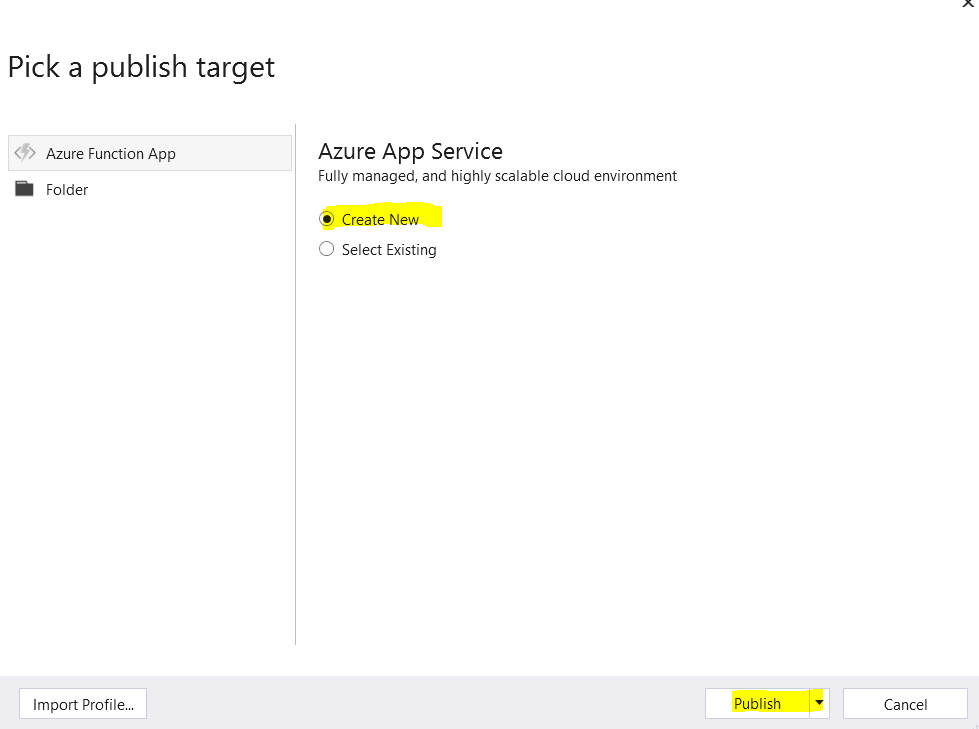 Pick a publish target
Azure Function App
Folder
Azure App Service
Fully managed, and highly scalable cloud environment
Create New
Select Existing
Import Profile...
Publish
Cancel